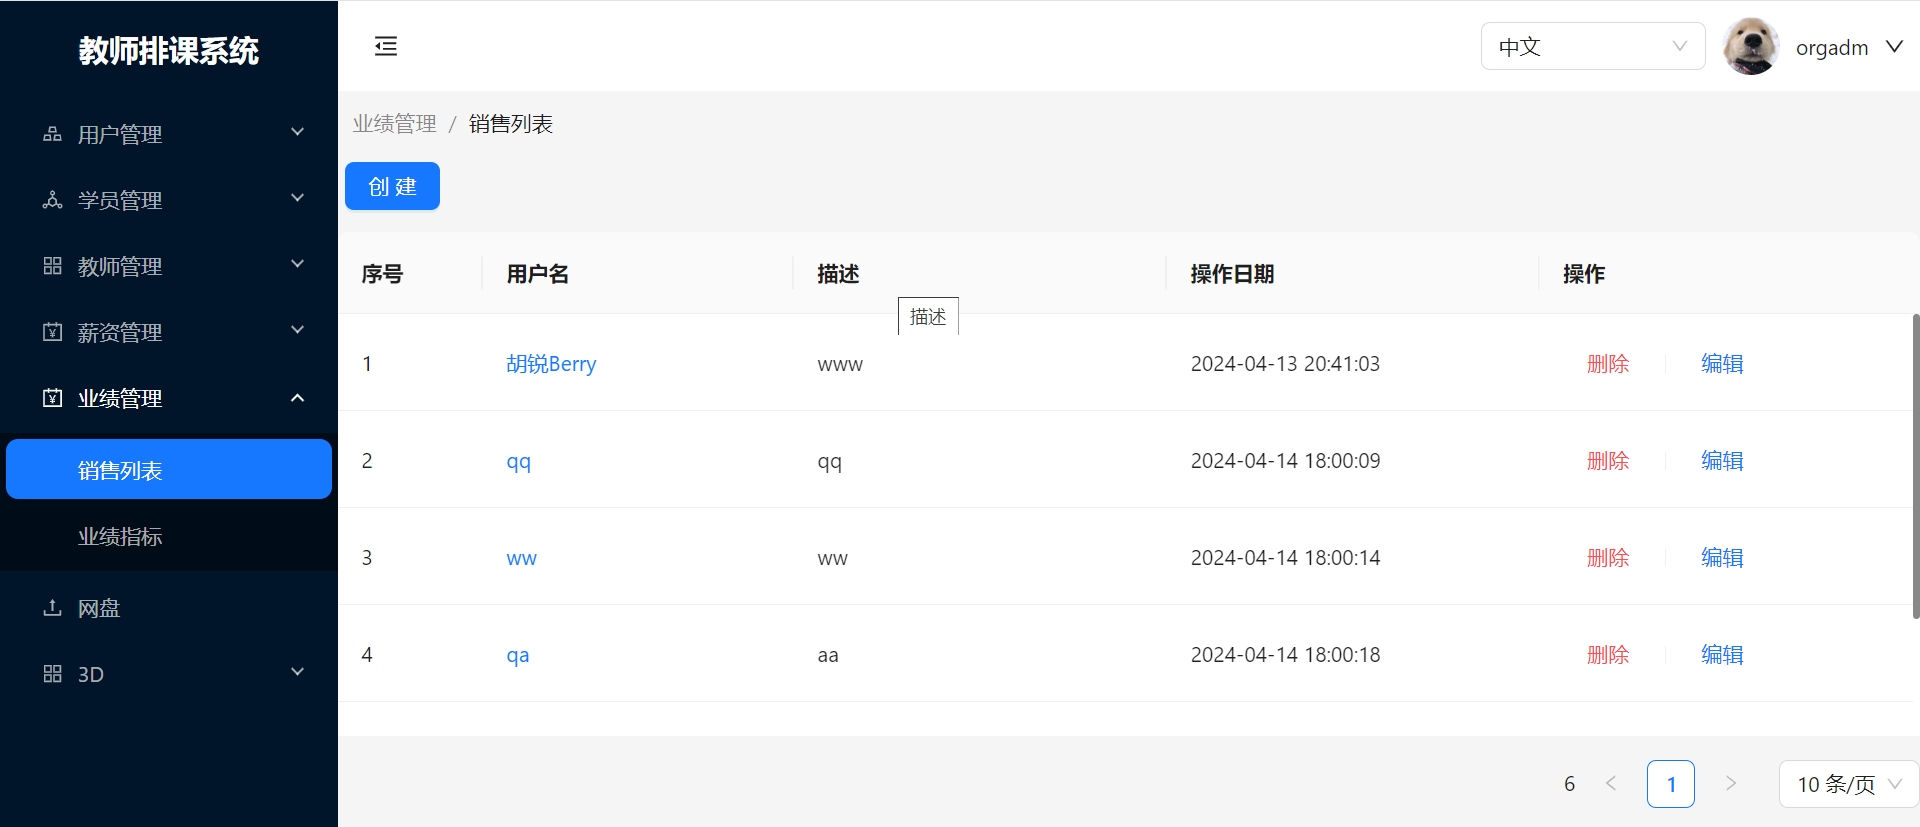 教师排课系统
用户管理
学员管理
教师管理
薪资管理
业绩管理
销售列表
业绩指标
网盘
3D
中文
orgadm
业绩管理 / 销售列表
创 建
序号 用户名 描述 操作日期 操作
描述
1 胡锐Berry www 2024-04-13 20:41:03 删除 编辑
2 qq qq 2024-04-14 18:00:09 删除 编辑
3 ww ww 2024-04-14 18:00:14 删除 编辑
4 qa aa 2024-04-14 18:00:18 删除 编辑
6 < 1 > 10 条/页